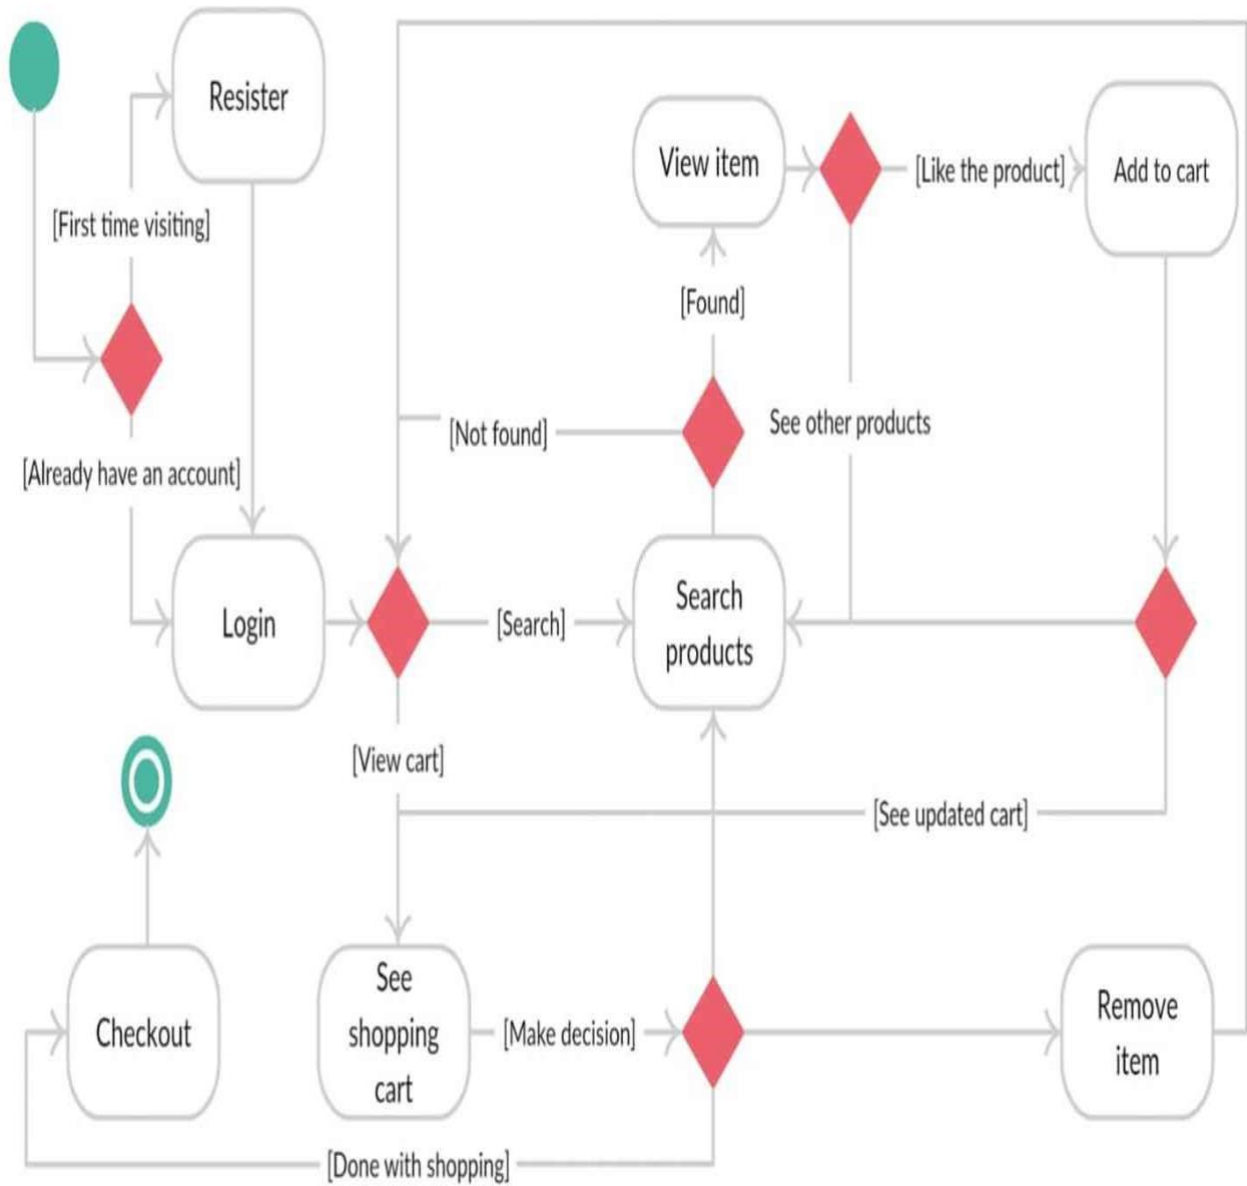 Resister
View item
[Like the product]
Add to cart
[First time visiting]
[Found]
[Not found]
See other products
[Already have an account]
Login
[Search]
Search
products
[View cart]
[See updated cart]
Checkout
See
shopping
cart
[Make decision]
Remove
item
[Done with shopping]